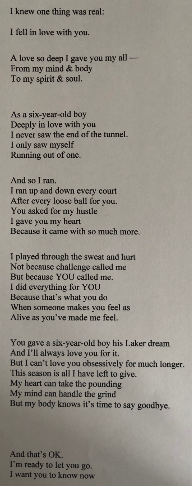 I knew one thing was real:
I fell in love with you.
A love so deep I gave you my all —
From my mind & body
To my spirit & soul.
As a six-year-old boy
Deeply in love with you
I never saw the end of the tunnel.
I only saw myself
Running out of one.
And so I ran.
I ran up and down every court
After every loose ball for you.
You asked for my hustle
I gave you my heart
Because it came with so much more.
I played through the sweat and hurt
Not because challenge called me
But because YOU called me.
I did everything for YOU
Because that's what you do
When someone makes you feel as
Alive as you've made me feel.
You gave a six-year-old boy his Laker dream
And I'll always love you for it.
But I can't love you obsessively for much longer.
This season is all I have left to give.
My heart can take the pounding
My mind can handle the grind
But my body knows it's time to say goodbye.
And that's OK.
I'm ready to let you go.
I want you to know now